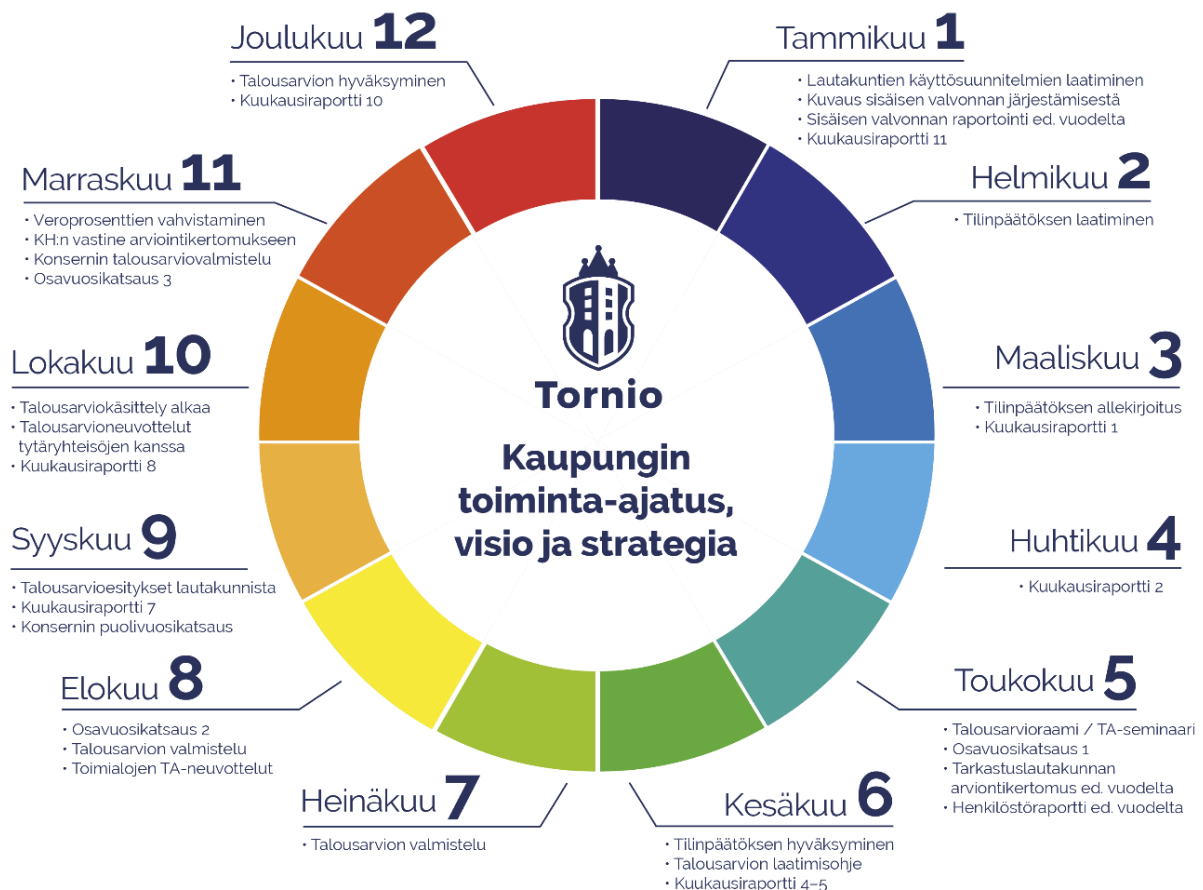 Joulukuu 12
• Talousarvion hyväksyminen
• Kuukausiraportti 10
Tammikuu 1
• Lautakuntien käyttösuunnitelmien laatiminen
• Kuvaus sisäisen valvonnan järjestämisestä
• Sisäisen valvonnan raportointi ed. vuodelta
• Kuukausiraportti 11
Marraskuu 11
• Veroprosenttien vahvistaminen
• KH:n vastine arviointikertomukseen
• Konsernin talousarviovalmistelu
• Osavuosikatsaus 3
Helmikuu 2
• Tilinpäätöksen laatiminen
Lokakuu 10
• Talousarviokäsittely alkaa
• Talousarvioneuvottelut
tytäryhteisöjen kanssa
• Kuukausiraportti 8
Tornio
Kaupungin
toiminta-ajatus,
visio ja strategia
Maaliskuu 3
• Tilinpäätöksen allekirjoitus
• Kuukausiraportti 1
Syyskuu 9
• Talousarvioesitykset lautakunnista
• Kuukausiraportti 7
• Konsernin puolivuosikatsaus
Huhtikuu 4
• Kuukausiraportti 2
Elokuu 8
• Osavuosikatsaus 2
• Talousarvion valmistelu
• Toimialojen TA-neuvottelut
Toukokuu 5
• Talousarvioraami / TA-seminaari
• Osavuosikatsaus 1
• Tarkastuslautakunnan
arviontikertomus ed. vuodelta
• Henkilöstöraportti ed. vuodelta
Heinäkuu 7
• Talousarvion valmistelu
Kesäkuu 6
• Tilinpäätöksen hyväksyminen
• Talousarvion laatimisohje
• Kuukausiraportti 4–5